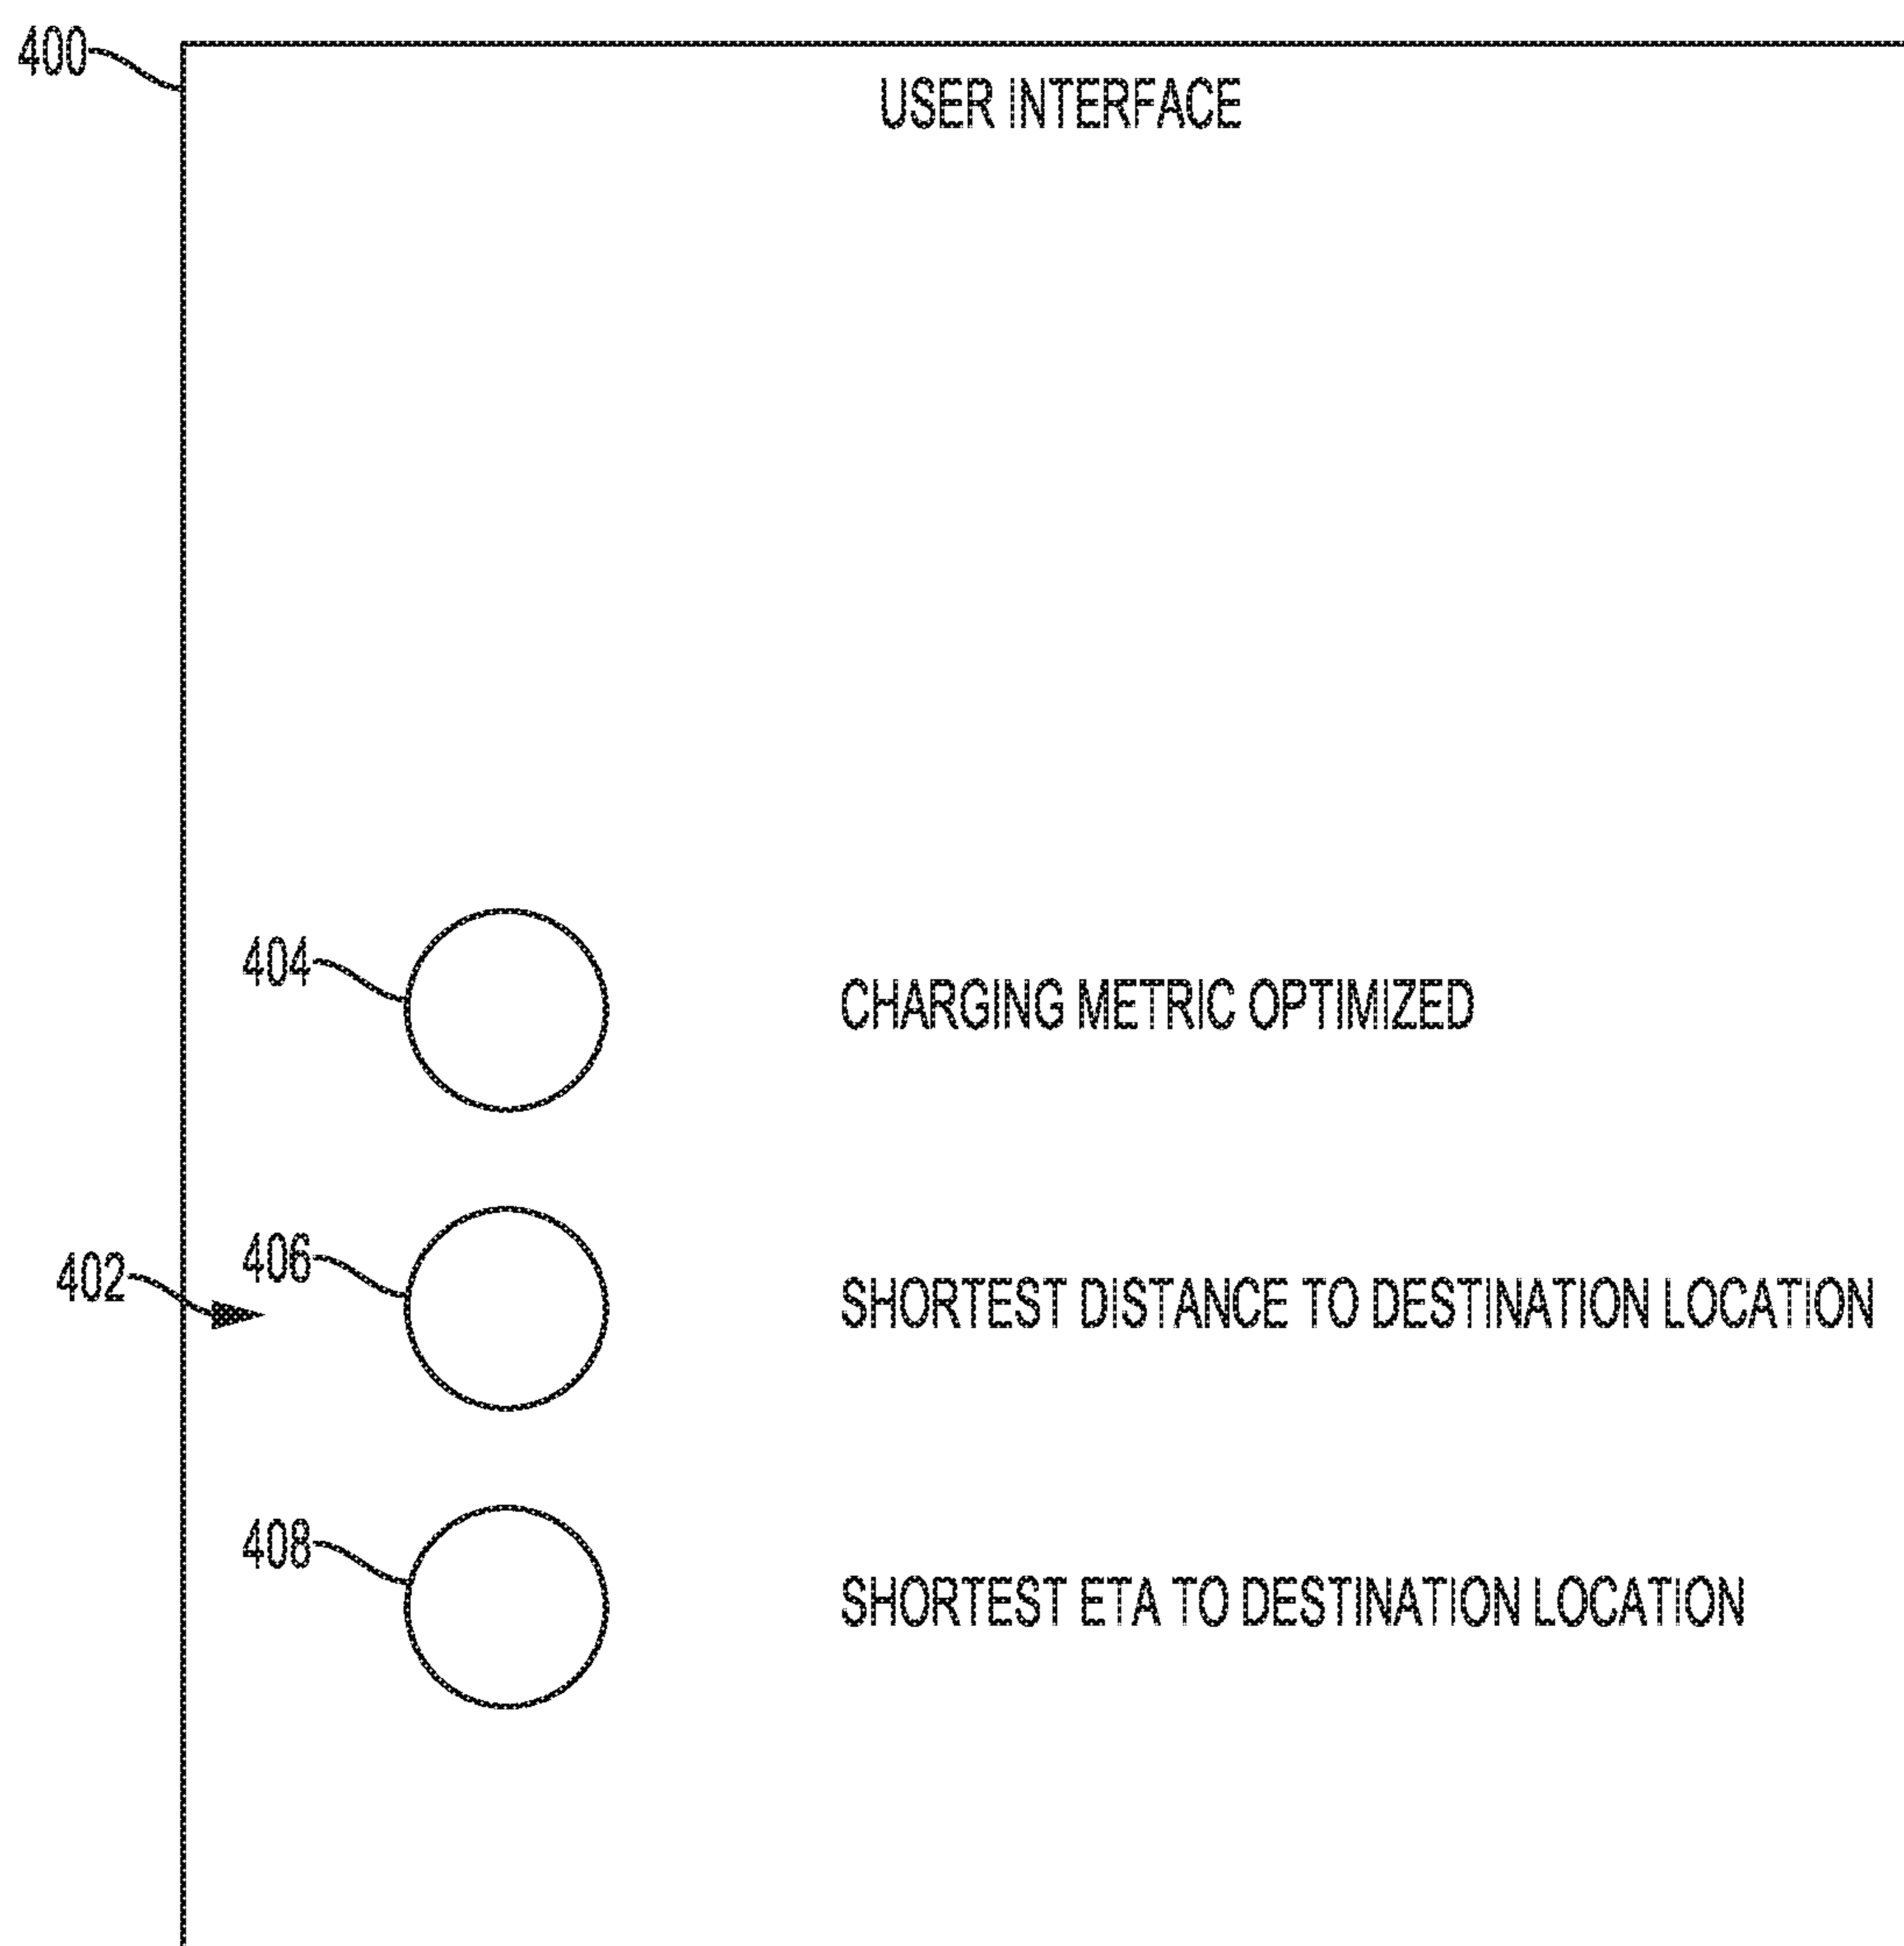 400
USER INTERFACE
404
CHARGING METRIC OPTIMIZED
402
406
SHORTEST DISTANCE TO DESTINATION LOCATION
408
SHORTEST ETA TO DESTINATION LOCATION